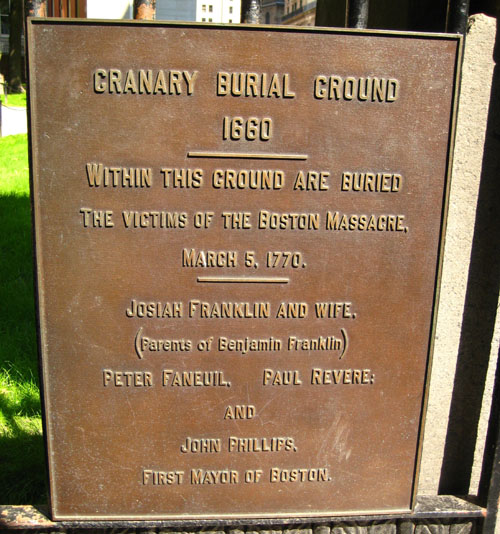 GRANARY BURIAL GROUND
1660
WITHIN THIS GROUND ARE BURIED
THE VICTIMS OF THE BOSTON MASSACRE,
MARCH 5, 1770.
JOSIAH FRANKLIN AND WIFE,
(Parents of Benjamin Franklin)
PETER FANEUIL, PAUL REVERE;
AND
JOHN PHILLIPS,
FIRST MAYOR OF BOSTON.